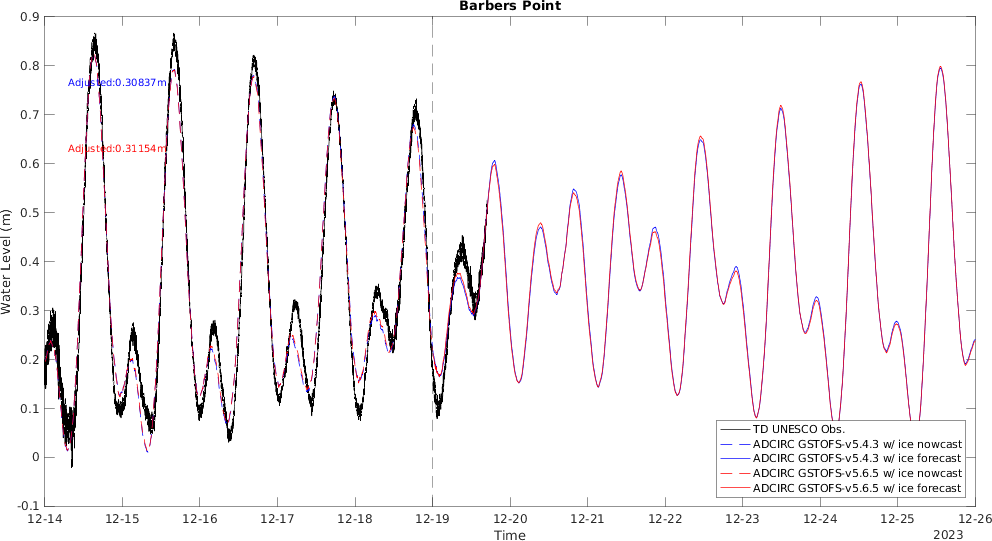 Barbers Point
0.9
0.8
0.7
0.6
0.5
0.4
0.3
0.2
0.1
0
-0.1
Water Level (m)
Adjusted:0.30837m
Adjusted:0.31154m
TD UNESCO Obs.
ADCIRC GSTOFS-v5.4.3 w/ ice nowcast
ADCIRC GSTOFS-v5.4.3 w/ ice forecast
ADCIRC GSTOFS-v5.6.5 w/ ice nowcast
ADCIRC GSTOFS-v5.6.5 w/ ice forecast
12-14 12-15 12-16 12-17 12-18 12-19 12-20 12-21 12-22 12-23 12-24 12-25 12-26
Time
2023